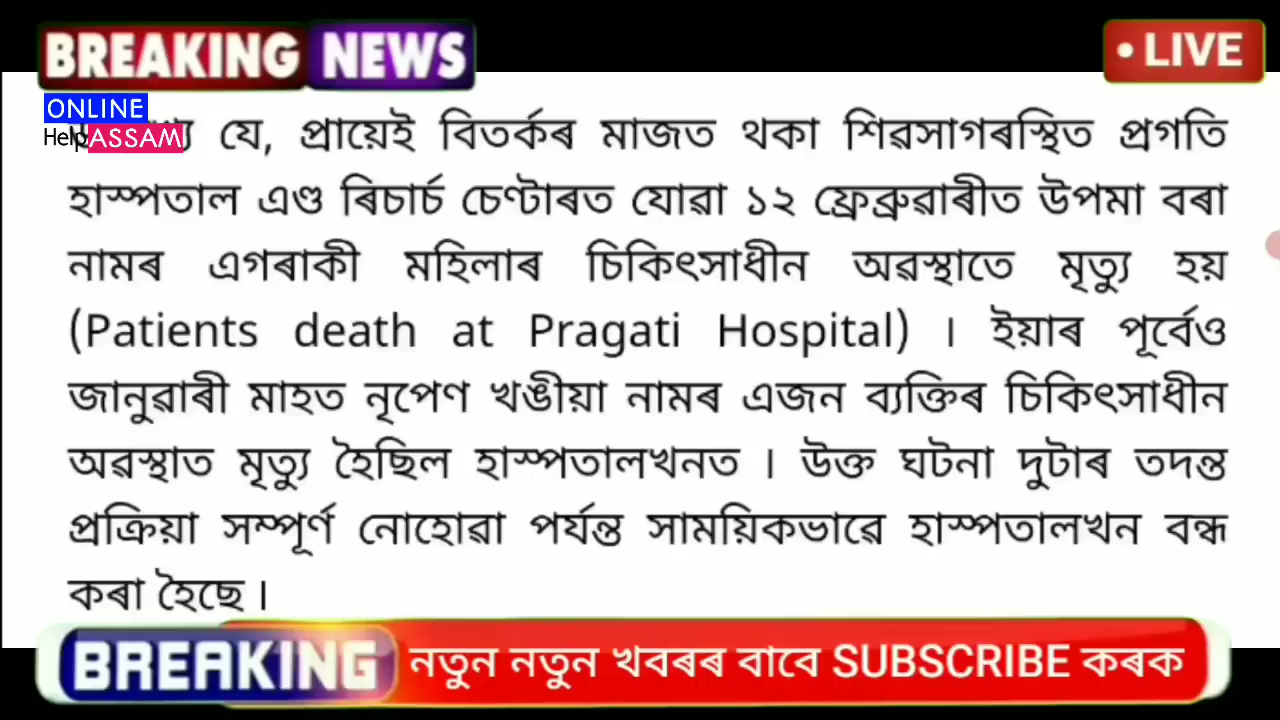 BREAKING NEWS
• LIVE
ONLINE
Help ASSAM
যে, প্ৰায়েই বিতৰ্কৰ মাজত থকা শিৱসাগৰস্থিত প্ৰগতি
হাস্পতাল এণ্ড ৰিচাৰ্চ চেণ্টাৰত যোৱা ১২ ফ্ৰেব্ৰুৱাৰীত উপমা বৰা
নামৰ এগৰাকী মহিলাৰ চিকিৎসাধীন অৱস্থাতে মৃত্যু হয়
(Patients death at Pragati Hospital) । ইয়াৰ পূৰ্বেও
জানুৱাৰী মাহত নৃপেণ খঙীয়া নামৰ এজন ব্যক্তিৰ চিকিৎসাধীন
অৱস্থাত মৃত্যু হৈছিল হাস্পতালখনত । উক্ত ঘটনা দুটাৰ তদন্ত
প্ৰক্ৰিয়া সম্পূৰ্ণ নোহোৱা পৰ্যন্ত সাময়িকভাৱে হাস্পতালখন বন্ধ
কৰা হৈছে ।
BREAKING নতুন নতুন খবৰৰ বাবে SUBSCRIBE কৰক